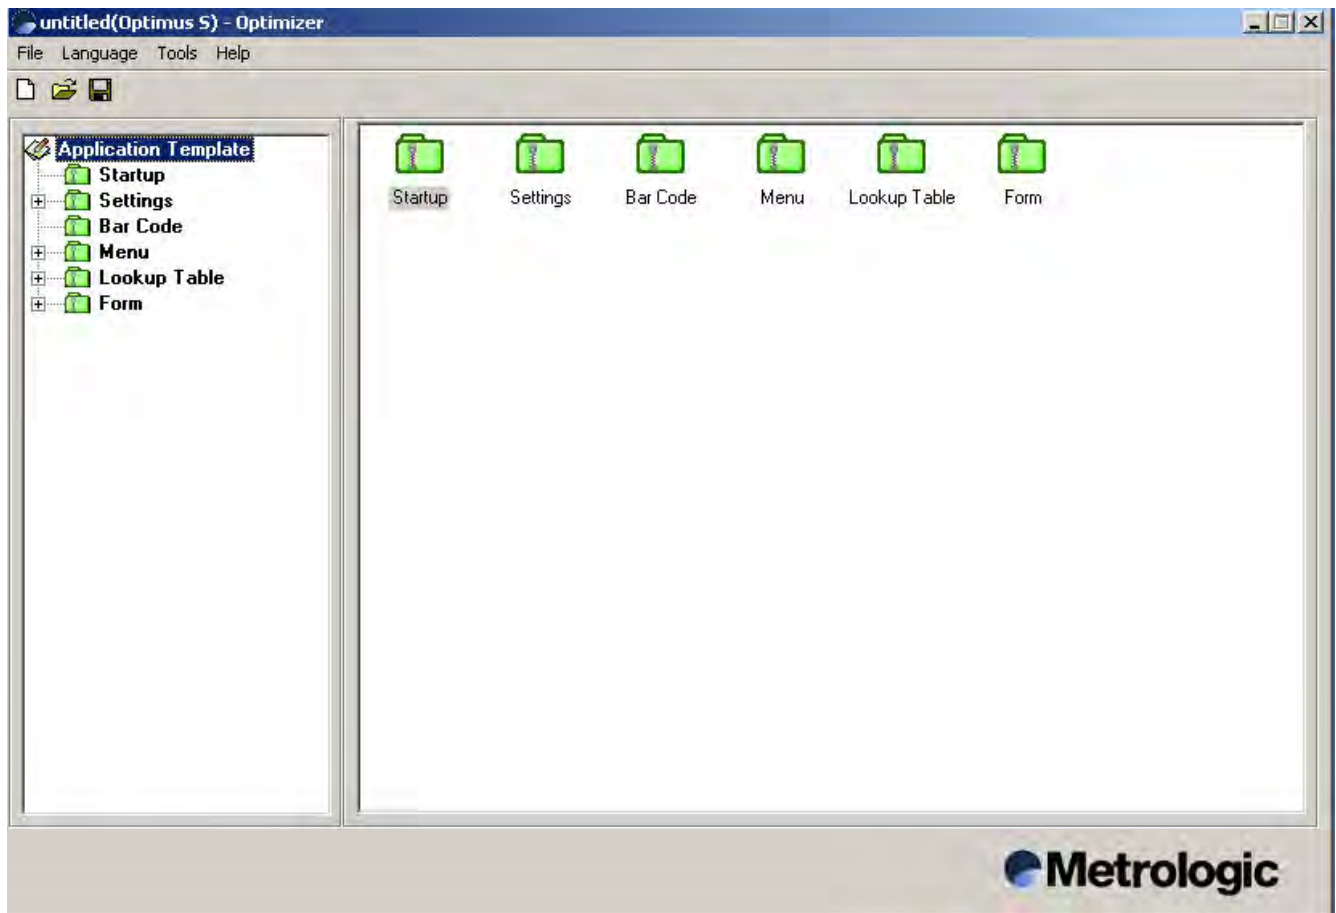 untitled(Optimus S) - Optimizer
File Language Tools Help
Application Template
Startup
Settings
Bar Code
Menu
Lookup Table
Form
Startup Settings Bar Code Menu Lookup Table Form
Metrologic